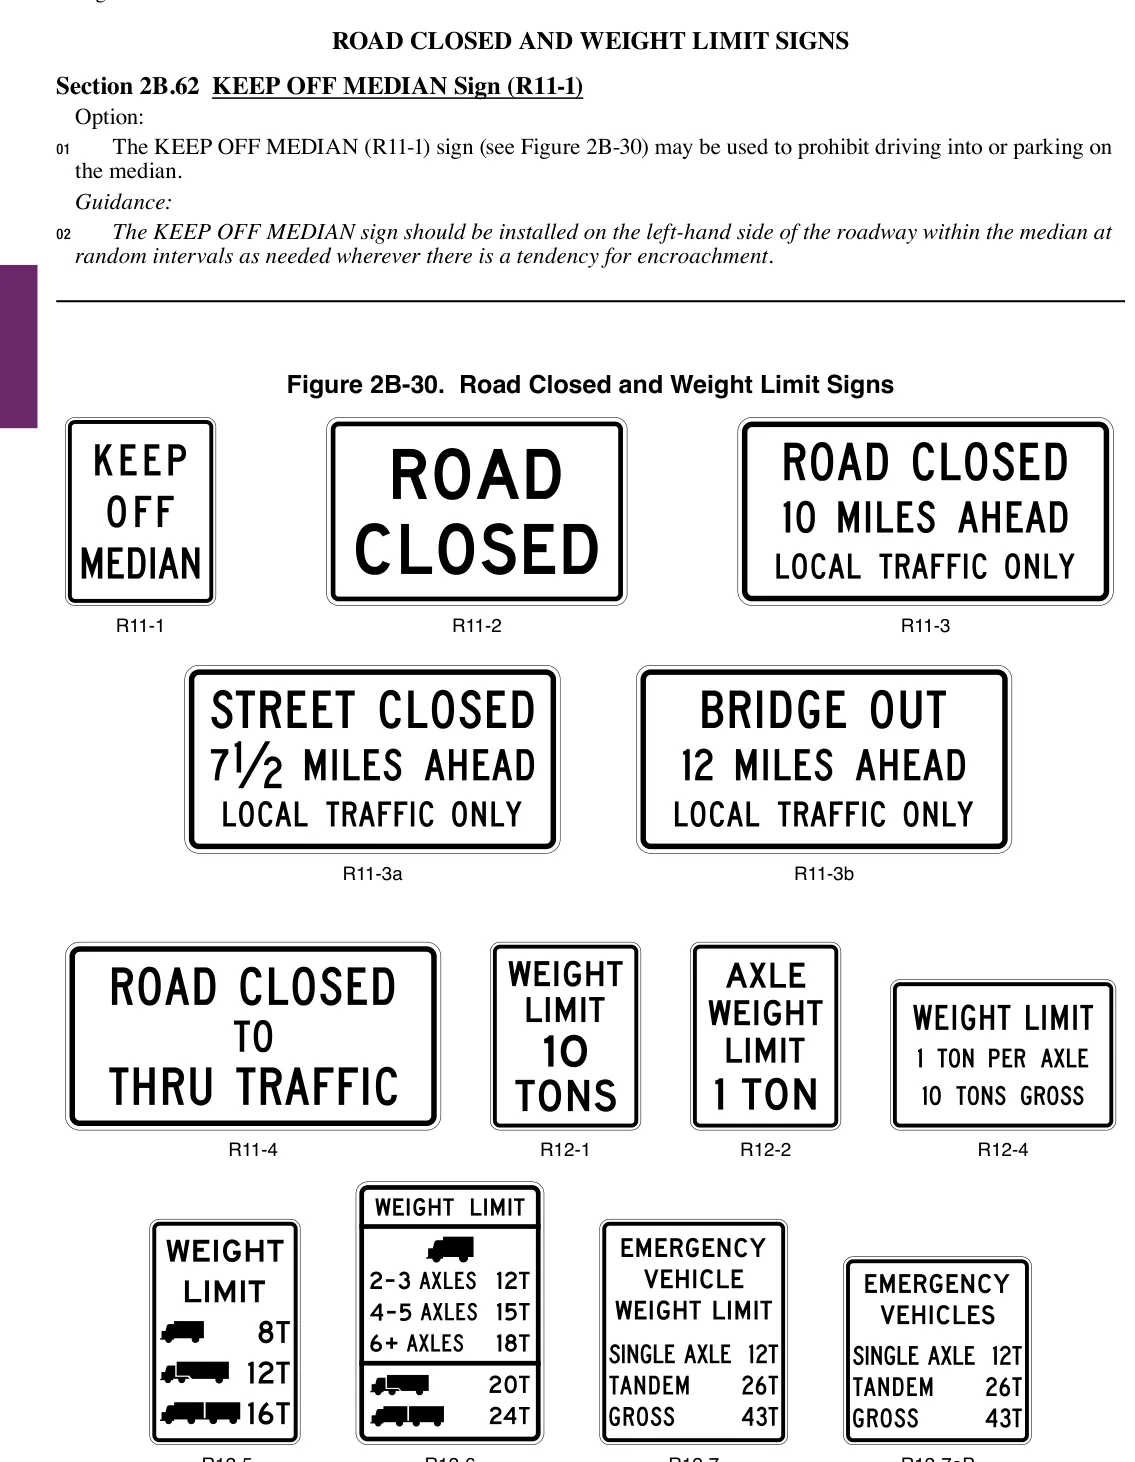 ROAD CLOSED AND WEIGHT LIMIT SIGNS
Section 2B.62 KEEP OFF MEDIAN Sign (R11-1)
Option:
01 The KEEP OFF MEDIAN (R11-1) sign (see Figure 2B-30) may be used to prohibit driving into or parking on
the median.
Guidance:
02 The KEEP OFF MEDIAN sign should be installed on the left-hand side of the roadway within the median at
random intervals as needed wherever there is a tendency for encroachment.
Figure 2B-30. Road Closed and Weight Limit Signs
KEEP
OFF
MEDIAN
R11-1
ROAD
CLOSED
R11-2
ROAD CLOSED
10 MILES AHEAD
LOCAL TRAFFIC ONLY
R11-3
STREET CLOSED
7 1/2 MILES AHEAD
LOCAL TRAFFIC ONLY
R11-3a
BRIDGE OUT
12 MILES AHEAD
LOCAL TRAFFIC ONLY
R11-3b
ROAD CLOSED
TO
THRU TRAFFIC
R11-4
WEIGHT
LIMIT
10
TONS
R12-1
AXLE
WEIGHT
LIMIT
1 TON
R12-2
WEIGHT LIMIT
1 TON PER AXLE
10 TONS GROSS
R12-4
WEIGHT
LIMIT
8T
12T
16T
WEIGHT LIMIT
2-3 AXLES 12T
4-5 AXLES 15T
6+ AXLES 18T
20T
24T
EMERGENCY
VEHICLE
WEIGHT LIMIT
SINGLE AXLE 12T
TANDEM 26T
GROSS 43T
EMERGENCY
VEHICLES
SINGLE AXLE 12T
TANDEM 26T
GROSS 43T